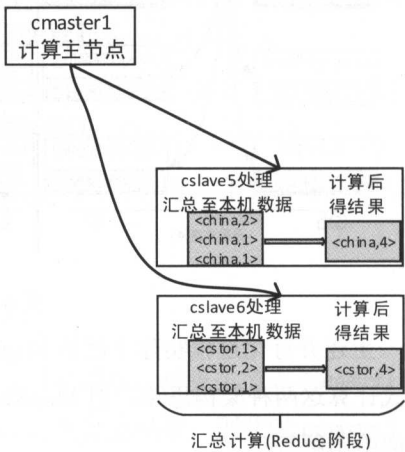 cmaster1
计算主节点
cslave5处理 计算后
汇总至本机数据 得结果
<china,2>
<china,1> <china,4>
<china,1>
cslave6处理 计算后
汇总至本机数据 得结果
<cstor,1>
<cstor,2> <cstor,4>
<cstor,1>
汇总计算(Reduce阶段)